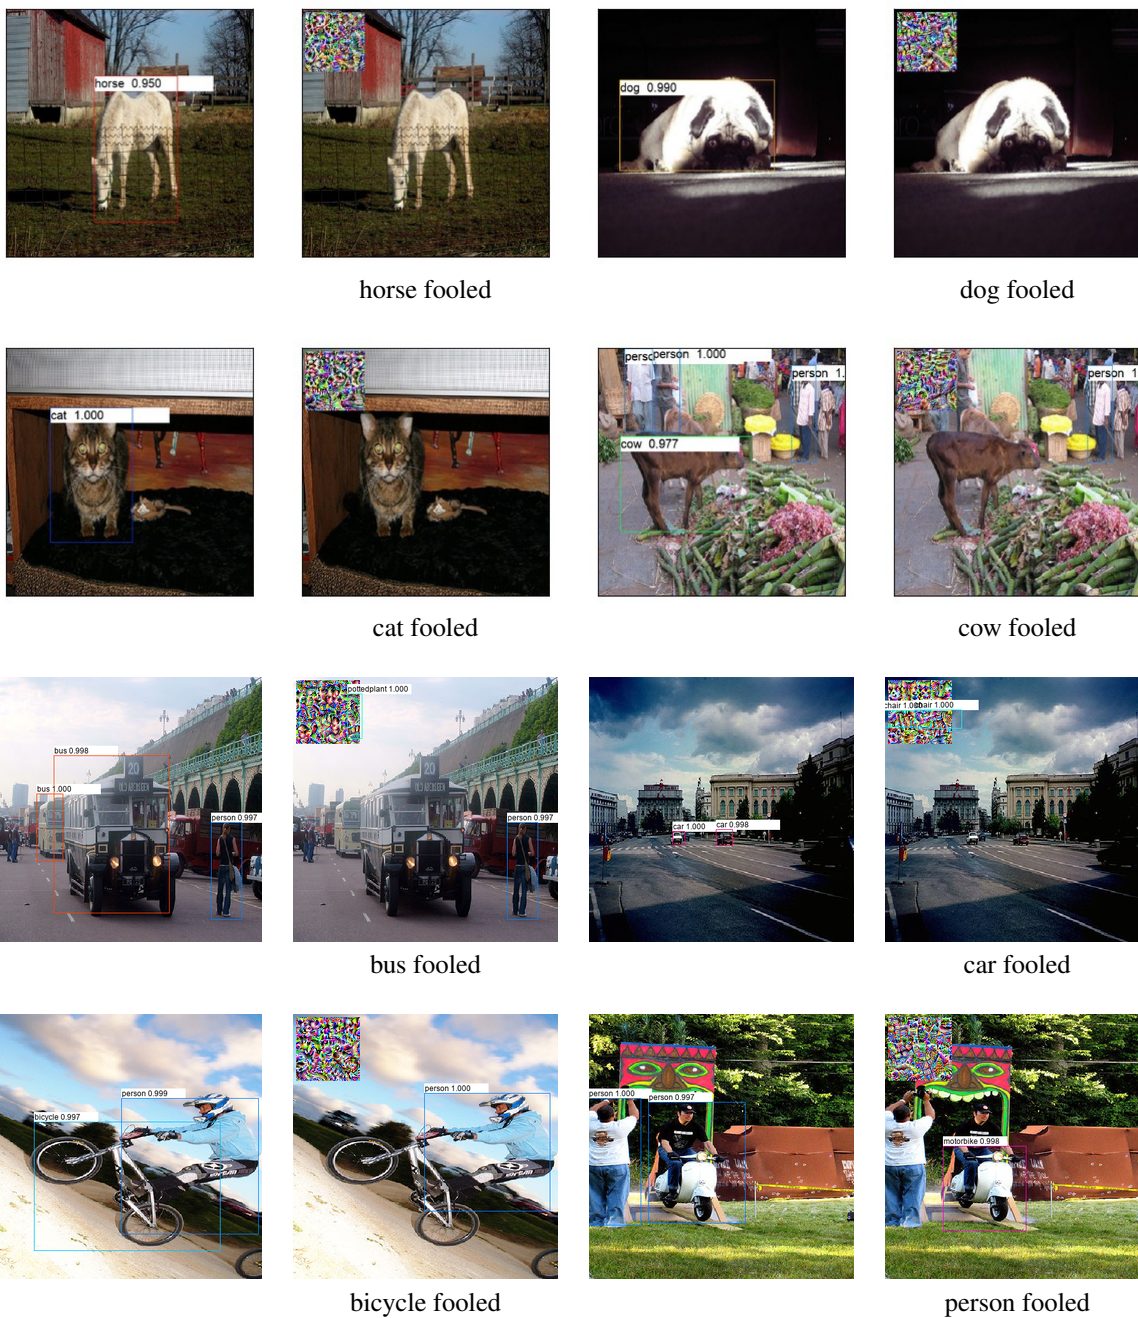 horse 0.950
dog 0.990
horse fooled
dog fooled
cat 1.000
person 1.000
person 1.
cow 0.977
person 1
cat fooled
cow fooled
bus 0.998
bus 1.000
person 0.997
20
pottedplant 1.000
person 0.997
20
car 1.000
car 0.998
chair 1.000
bus fooled
car fooled
person 0.999
bicycle 0.997
person 1.000
person 1.000
person 0.997
motorbike 0.998
bicycle fooled
person fooled